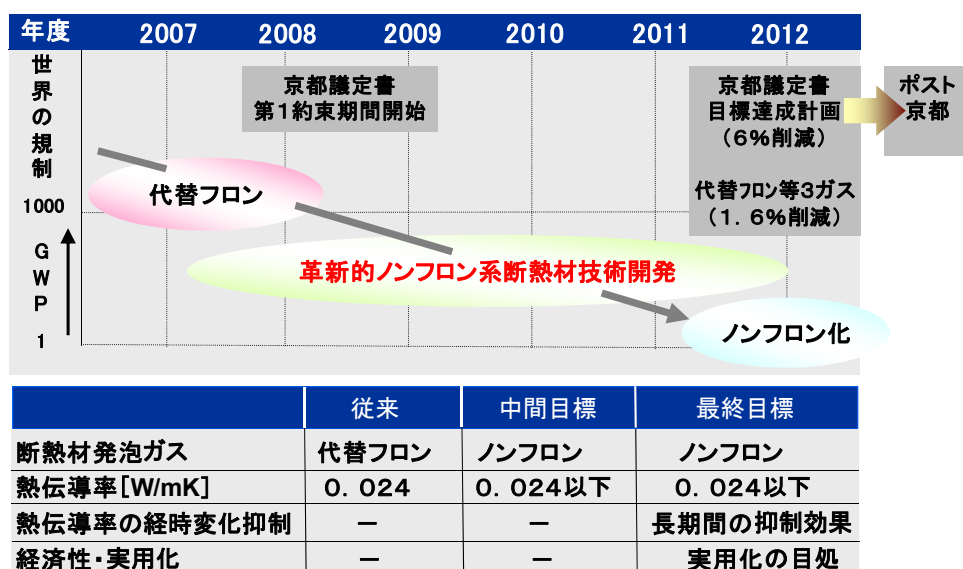 年度 2007 2008 2009 2010 2011 2012
世界の規制
京都議定書
第1約束期間開始
京都議定書
目標達成計画
（6%削減）
代替フロン等3ガス
（1．6%削減）
ポスト
京都
代替フロン
1000
革新的ノンフロン系断熱材技術開発
GWP
1
ノンフロン化
従来 中間目標 最終目標
断熱材発泡ガス 代替フロン ノンフロン ノンフロン
熱伝導率[W/mK] 0．024 0．024以下 0．024以下
熱伝導率の経時変化抑制 － － 長期間の抑制効果
経済性・実用化 － － 実用化の目処